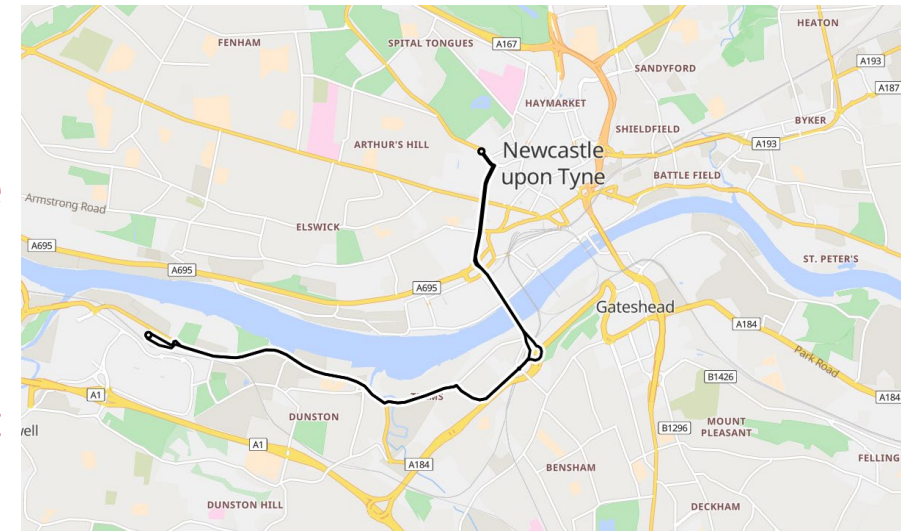 HEATON
FENHAM
SPITAL TONGUES
A167
A193
SANDYFORD
A187
HAYMARKET
BYKER
SHIELDFIELD
ARTHUR'S HILL
A193
Newcastle
upon Tyne
BATTLE FIELD
Armstrong Road
ELSWICK
A695
ST. PETER'S
A695
A695
Gateshead
A184
Park Road
B1426
A1
A184
DUNSTON
MOUNT
PLEASANT
well
B1296
A1
FELLING
A184
BENSHAM
DUNSTON HILL
DECKHAM